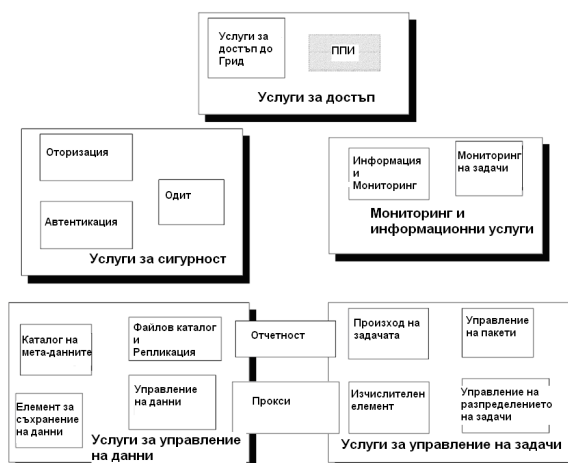 Услуги за
достъп до
Грид
ППИ
Услуги за достъп
Оторизация
Одит
Автентикация
Услуги за сигурност
Информация
и
Мониторинг
Мониторинг
на задачи
Мониторинг и
информационни услуги
Каталог на
мета-данните
Файлов каталог
и
Репликация
Елемент за
съхранение
на данни
Управление
на данни
Услуги за управление
на данни
Отчетност
Прокси
Произход на
задачата
Управление
на пакети
Изчислителен
елемент
Управление на
разпределението
на задачи
Услуги за управление на задачи